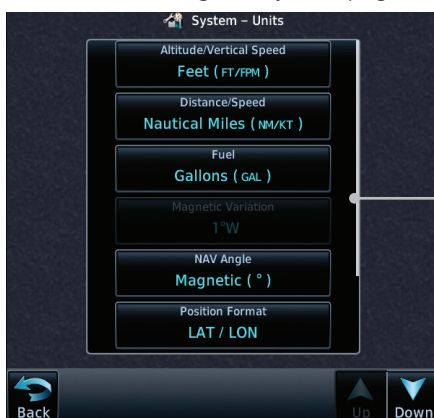 System – Units
Altitude/Vertical Speed
Feet ( FT/FPM )
Distance/Speed
Nautical Miles ( NM/KT )
Fuel
Gallons ( GAL )
Magnetic Variation
1°W
NAV Angle
Magnetic ( ° )
Position Format
LAT / LON
Back
Up
Down